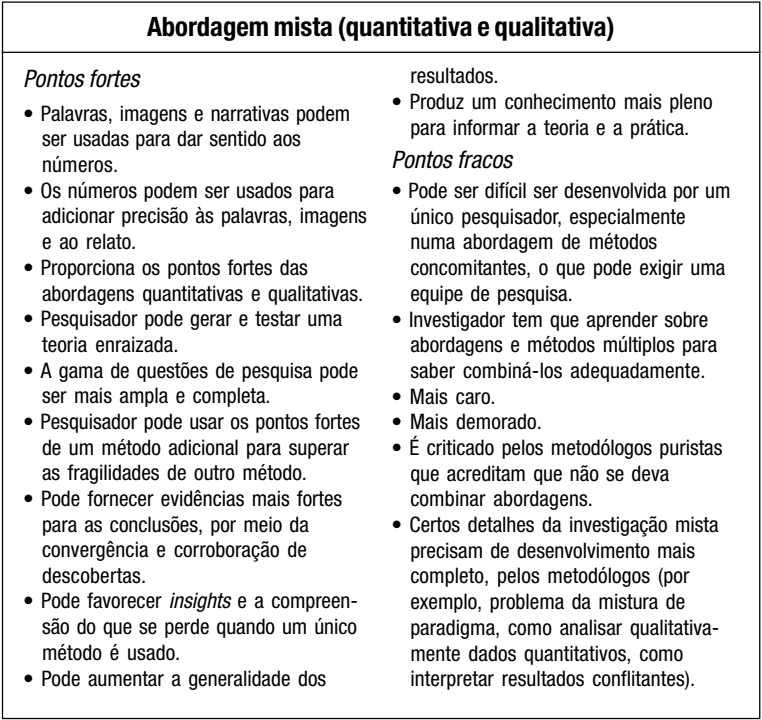 Abordagem mista (quantitativa e qualitativa)
Pontos fortes
• Palavras, imagens e narrativas podem
ser usadas para dar sentido aos
números.
• Os números podem ser usados para
adicionar precisão às palavras, imagens
e ao relato.
• Proporciona os pontos fortes das
abordagens quantitativas e qualitativas.
• Pesquisador pode gerar e testar uma
teoria enraizada.
• A gama de questões de pesquisa pode
ser mais ampla e completa.
• Pesquisador pode usar os pontos fortes
de um método adicional para superar
as fragilidades de outro método.
• Pode fornecer evidências mais fortes
para as conclusões, por meio da
convergência e corroboração de
descobertas.
• Pode favorecer insights e a compreen-
são do que se perde quando um único
método é usado.
• Pode aumentar a generalidade dos
resultados.
• Produz um conhecimento mais pleno
para informar a teoria e a prática.
Pontos fracos
• Pode ser difícil ser desenvolvida por um
único pesquisador, especialmente
numa abordagem de métodos
concomitantes, o que pode exigir uma
equipe de pesquisa.
• Investigador tem que aprender sobre
abordagens e métodos múltiplos para
saber combiná-los adequadamente.
• Mais caro.
• Mais demorado.
• É criticado pelos metodólogos puristas
que acreditam que não se deva
combinar abordagens.
• Certos detalhes da investigação mista
precisam de desenvolvimento mais
completo, pelos metodólogos (por
exemplo, problema da mistura de
paradigma, como analisar qualitativa-
mente dados quantitativos, como
interpretar resultados conflitantes).